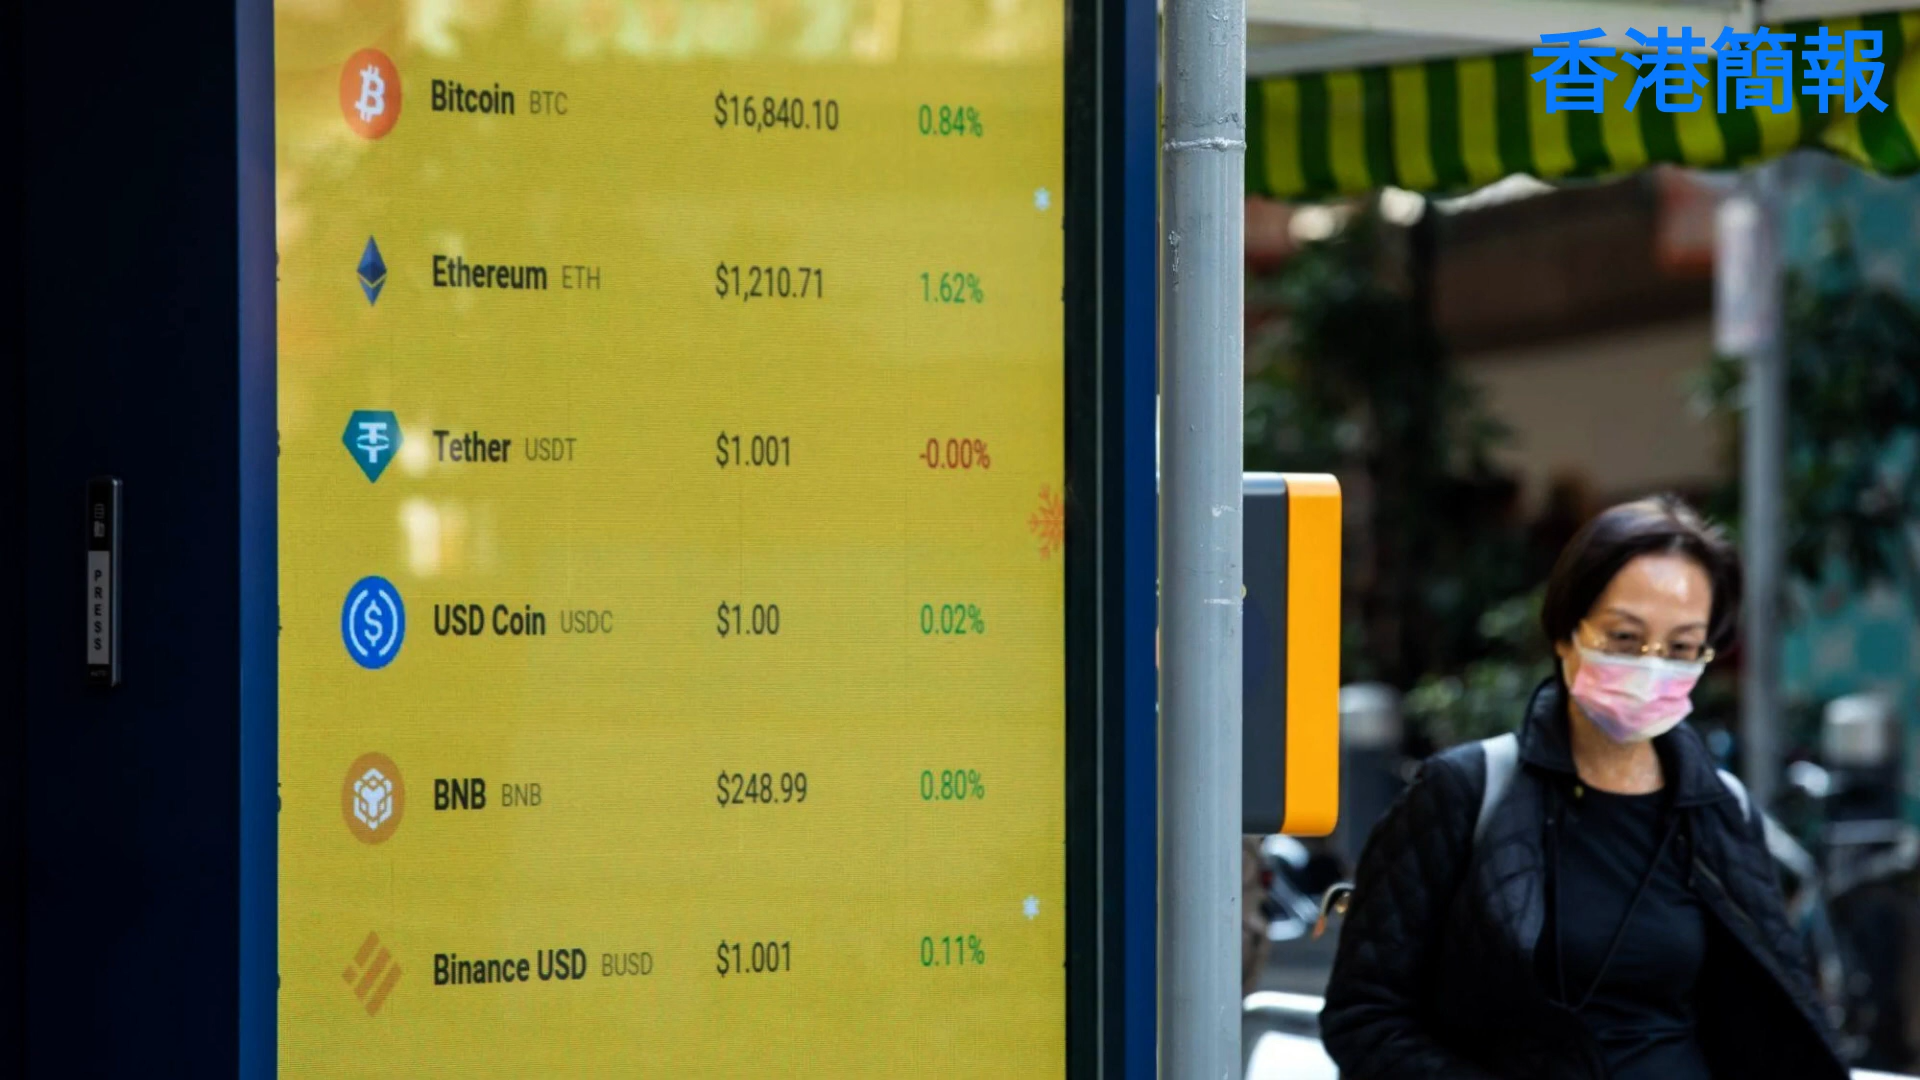 香港簡報
Bitcoin BTC $16,840.10 0.84%
Ethereum ETH $1,210.71 1.62%
Tether USDT $1.001 -0.00%
USD Coin USDC $1.00 0.02%
BNB BNB $248.99 0.80%
Binance USD BUSD $1.001 0.11%
PRESS